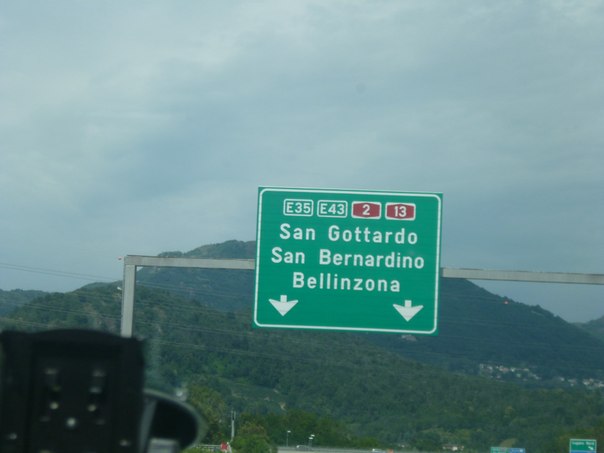 E35 E43 2 13
San Gottardo
San Bernardino
Bellinzona